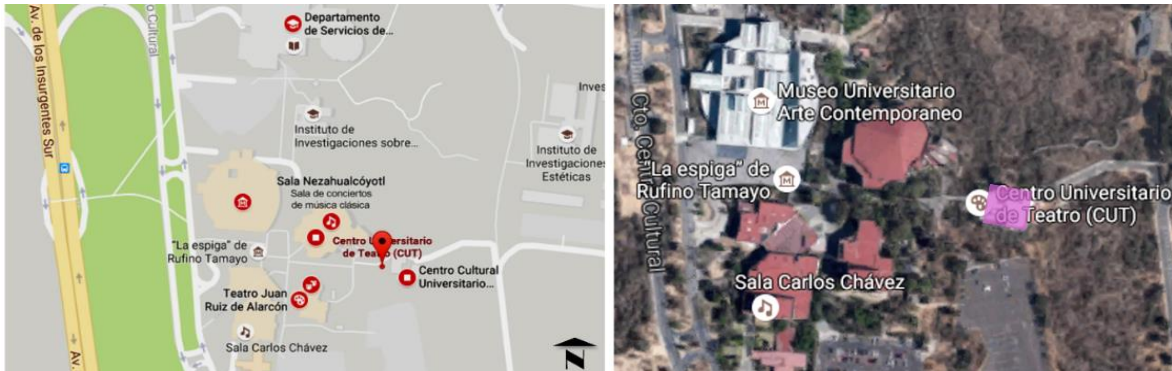 Av. de los Insurgentes Sur
Cto. Cultural
Departamento
de Servicios de...
Inves
Instituto de
Investigaciones sobre...
Instituto de
Investigaciones
Estéticas
Sala Nezahualcóyotl
Sala de conciertos
de música clásica
Centro Universitario
de Teatro (CUT)
"La espiga" de
Rufino Tamayo
Centro Cultural
Universitario...
Teatro Juan
Ruiz de Alarcón
Sala Carlos Chávez
Av.
N
Museo Universitario
Arte Contemporaneo
Cto. Centro Cultural
"La espiga" de
Rufino Tamayo
Centro Universitario
de Teatro (CUT)
Sala Carlos Chávez